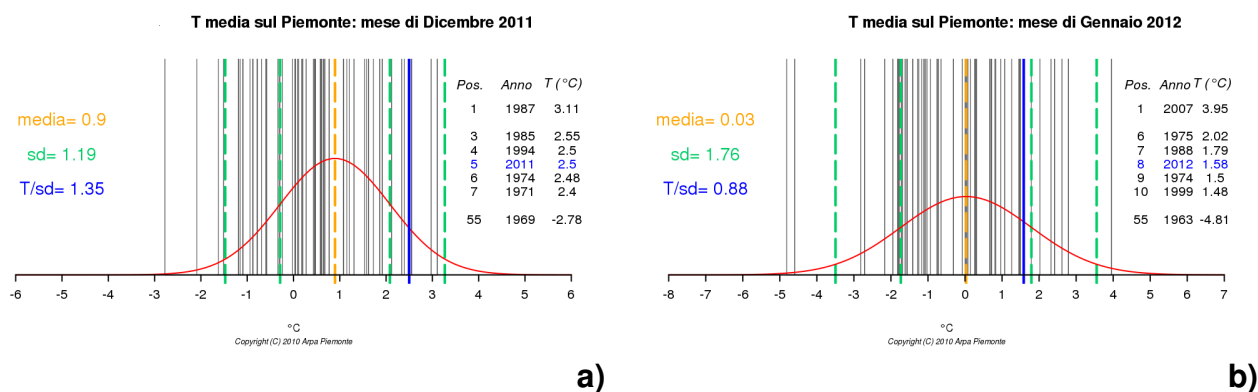 T media sul Piemonte: mese di Dicembre 2011
Pos. Anno T (°C)
1 1987 3.11
3 1985 2.55
4 1994 2.5
5 2011 2.5
6 1974 2.48
7 1971 2.4
55 1969 -2.78
media= 0.9
sd= 1.19
T/sd= 1.35
-6 -5 -4 -3 -2 -1 0 1 2 3 4 5 6
°C
Copyright (C) 2010 Arpa Piemonte
a)
T media sul Piemonte: mese di Gennaio 2012
Pos. Anno T (°C)
1 2007 3.95
6 1975 2.02
7 1988 1.79
8 2012 1.58
9 1974 1.5
10 1999 1.48
55 1963 -4.81
media= 0.03
sd= 1.76
T/sd= 0.88
-8 -7 -6 -5 -4 -3 -2 -1 0 1 2 3 4 5 6 7
°C
Copyright (C) 2010 Arpa Piemonte
b)